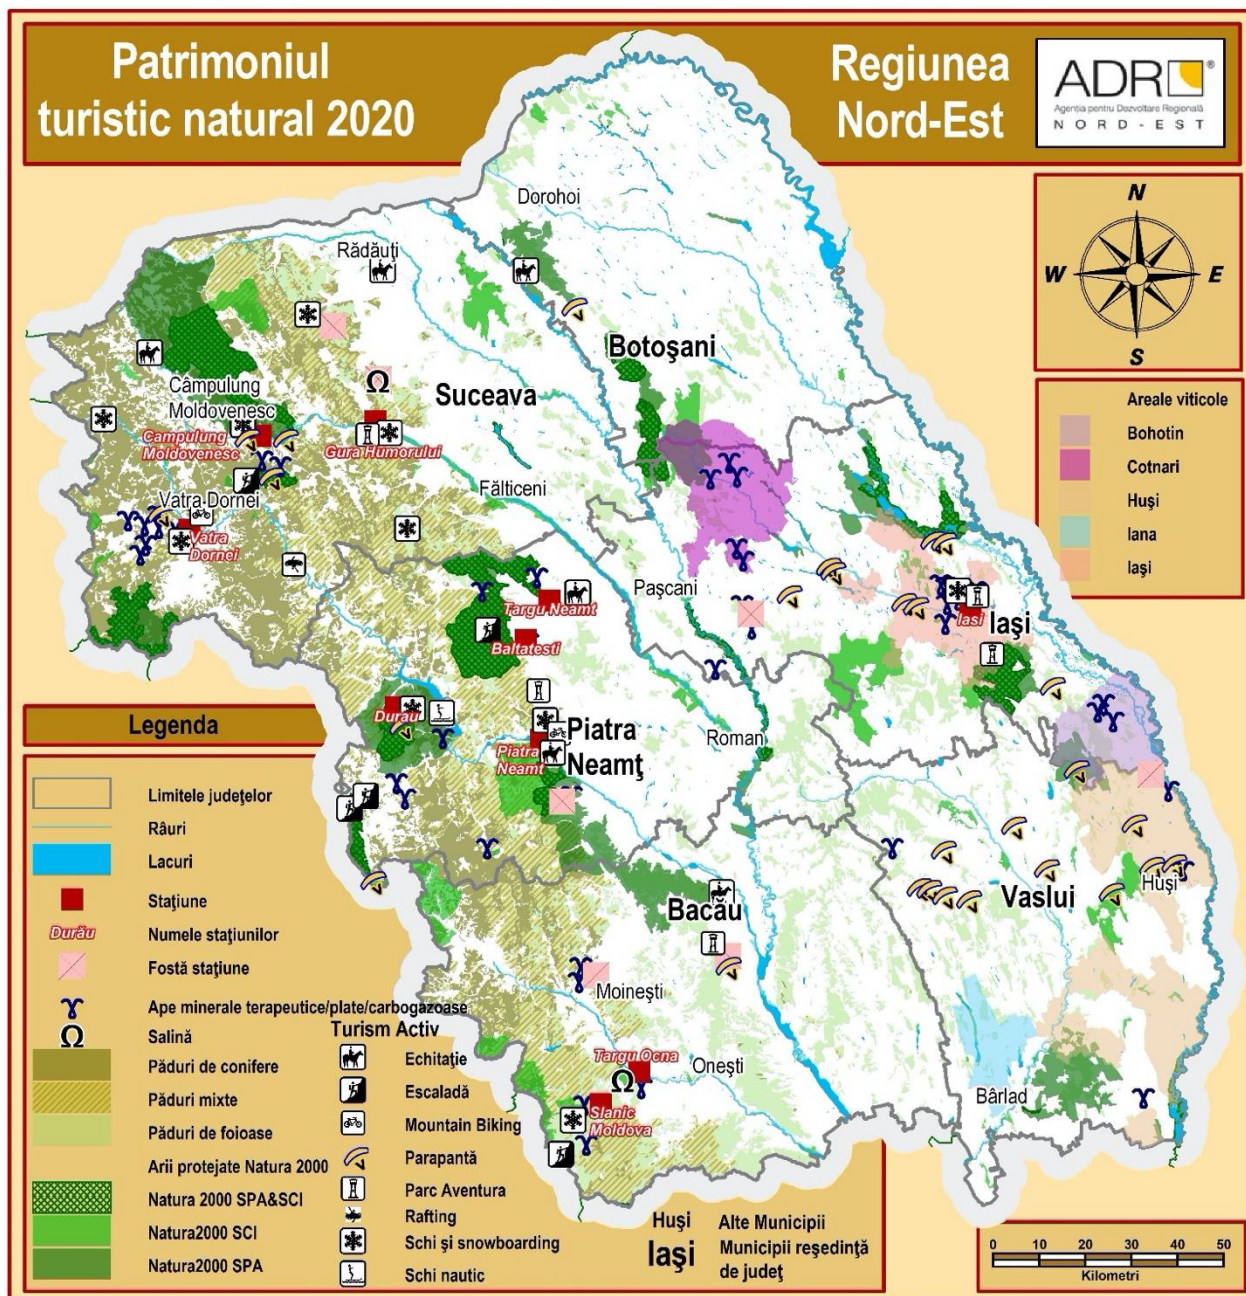 Patrimoniul
turistic natural 2020
Regiunea
Nord-Est
ADR®
Agenția pentru Dezvoltare Regională
NORD-EST
N
W
E
S
Areale viticole
Bohotin
Cotnari
Huşi
Iana
Iaşi
Dorohoi
Rădăuţi
Botoşani
Suceava
Câmpulung
Moldovenesc
Campulung
Moldovenesc
Ω
Gura Humorului
Fălticeni
Vatra Dornei
Vatra
Dornei
Paşcani
Targu Neamt
Baltatesti
Iasi
Iaşi
Durău
Piatra
Neamt
Piatra
Neamţ
Roman
Bacău
Vaslui
Huşi
Moineşti
Targu Ocna
Ω
Oneşti
Slanic
Moldova
Bârlad
Legenda
Limitele judeţelor
Râuri
Lacuri
Staţiune
Durău
Numele staţiunilor
Fostă staţiune
Ape minerale terapeutice/plate/carbogazoase
Ω
Salină
Păduri de conifere
Păduri mixte
Păduri de foioase
Arii protejate Natura 2000
Natura 2000 SPA&SCI
Natura2000 SCI
Natura2000 SPA
Turism Activ
Echitaţie
Escaladă
Mountain Biking
Parapantă
Parc Aventura
Rafting
Schi şi snowboarding
Schi nautic
Huşi
Alte Municipii
Iaşi
Municipii reşedinţă
de judeţ
0 10 20 30 40 50
Kilometri